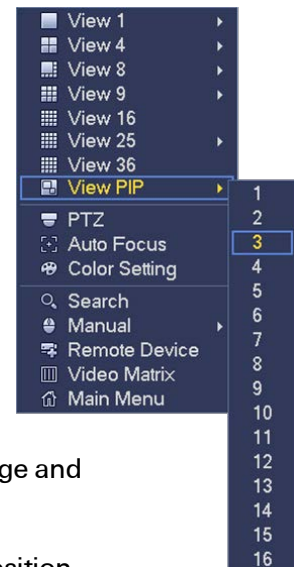 View 1
View 4
View 8
View 9
View 16
View 25
View 36
View PIP
PTZ
Auto Focus
Color Setting
Search
Manual
Remote Device
Video Matrix
Main Menu
1
2
3
4
5
6
7
8
9
10
11
12
13
14
15
16
ge and